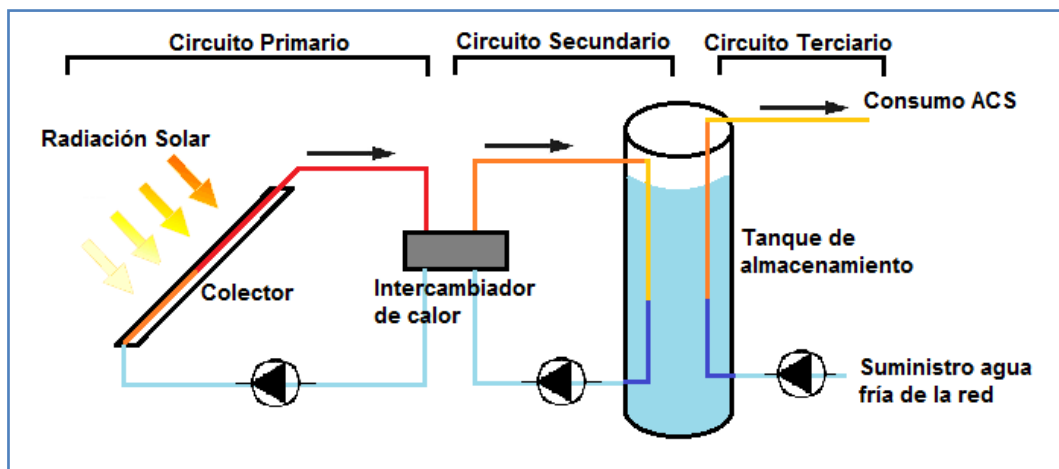 Circuito Primario
Circuito Secundario
Circuito Terciario
Consumo ACS
Radiación Solar
Colector
Intercambiador
de calor
Tanque de
almacenamiento
Suministro agua
fría de la red